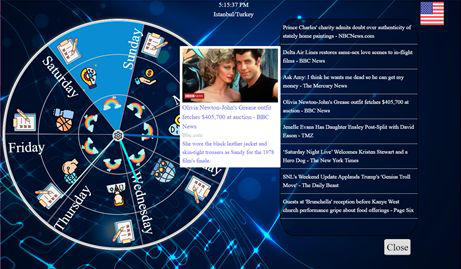 5:15:37 PM
Istanbul/Turkey
Sunday
Saturday
Friday
Thursday
Wednesday
BBC NEWS
Olivia Newton-John's Grease outfit
fetches $405,700 at auction - BBC
News
Bbc.com
She wore the black leather jacket and
skin-tight trousers as Sandy for the 1978
film's finale.
Prince Charles' charity admits doubt over authenticity of
stately home paintings - NBCNews.com
Delta Air Lines restores same-sex love scenes to in-flight
films - BBC News
Ask Amy: I think he wants me dead so he can get my
money - The Mercury News
Olivia Newton-John's Grease outfit fetches $405,700 at
auction - BBC News
Jenelle Evans Has Daughter Ensley Post-Split with David
Eason - TMZ
'Saturday Night Live' Welcomes Kristen Stewart and a
Hero Dog - The New York Times
SNL's Weekend Update Applauds Trump's 'Genius Troll
Move' - The Daily Beast
Guests at 'Brunchella' reception before Kanye West
church performance gripe about food offerings - Page Six
Close